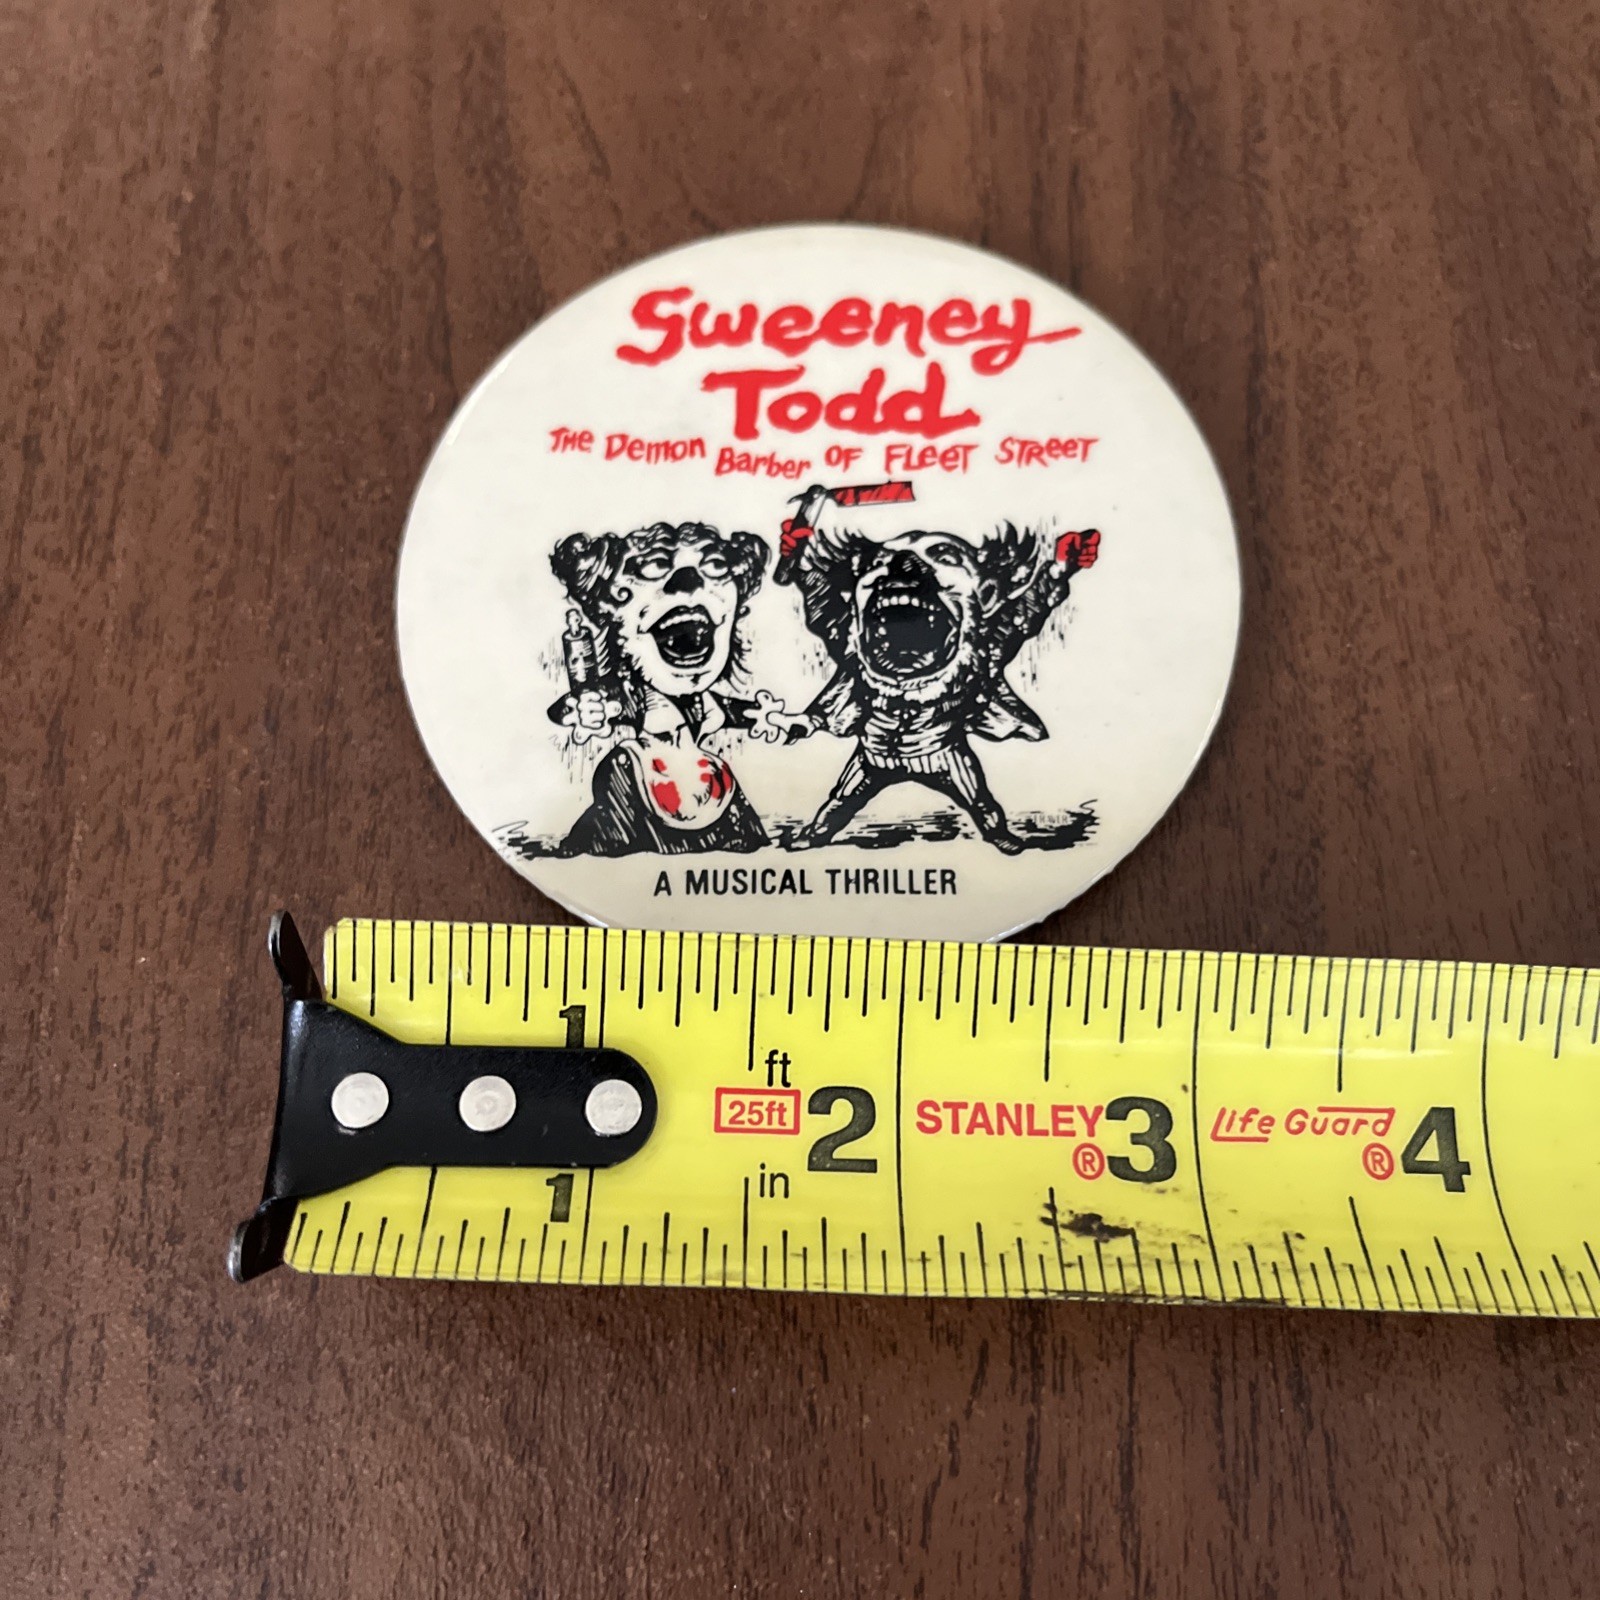 Sweeney
Todd
THE Demon Barber OF FLEET STREET
A MUSICAL THRILLER
1
ft
25ft 2 STANLEY® 3 Life Guard® 4
in
1